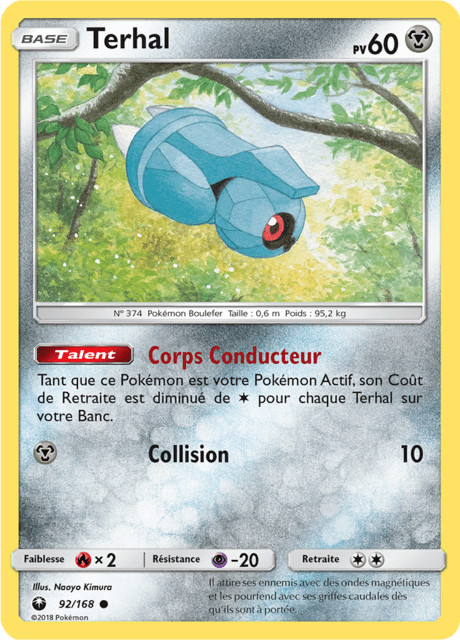 BASE Terhal PV60
N° 374 Pokémon Boulefer Taille : 0,6 m Poids : 95,2 kg
Talent Corps Conducteur
Tant que ce Pokémon est votre Pokémon Actif, son Coût
de Retraite est diminué de pour chaque Terhal sur
votre Banc.
Collision 10
Faiblesse ×2 Résistance -20 Retraite
Illus. Naoyo Kimura
92/168
©2018 Pokémon
Il attire ses ennemis avec des ondes magnétiques
et les pourfend avec ses griffes caudales dès
qu'ils sont à portée.